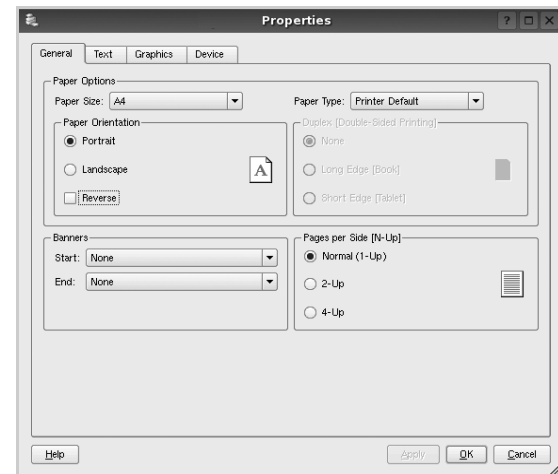 Properties
General Text Graphics Device
Paper Options
Paper Size: A4 Paper Type: Printer Default
Paper Orientation
Portrait
Landscape
Reverse
A
Duplex [Double-Sided Printing]
None
Long Edge [Book]
Short Edge [Tablet]
Banners
Start: None
End: None
Pages per Side [N-Up]
Normal (1-Up)
2-Up
4-Up
Help Apply OK Cancel